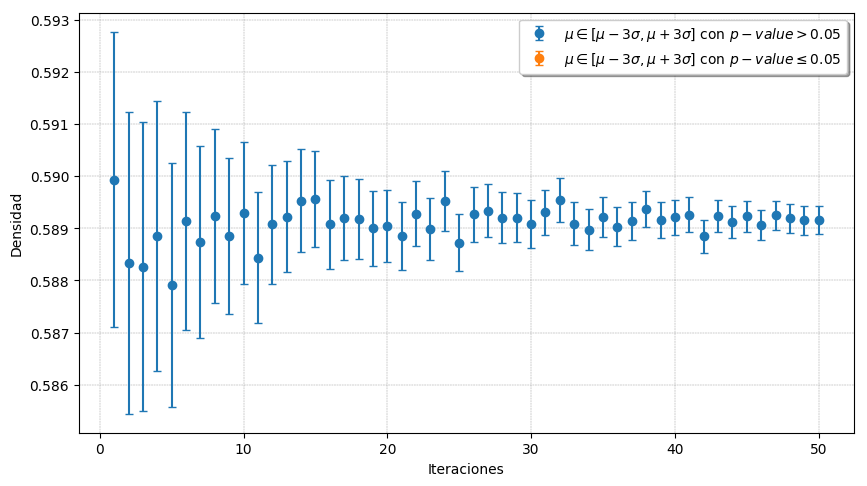 0.593
0.592
0.591
0.590
0.589
0.588
0.587
0.586
Densidad
μ ∈ [μ − 3σ, μ + 3σ] con p − value > 0.05
μ ∈ [μ − 3σ, μ + 3σ] con p − value ≤ 0.05
0 10 20 30 40 50
Iteraciones